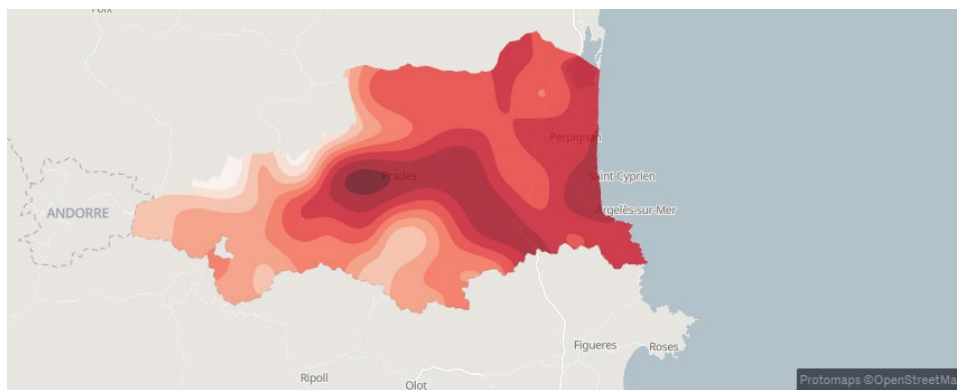 Foix
Perpignan
Prades
Saint Cyprien
Argelès-sur-Mer
ANDORRE
Figueres
Roses
Ripoll
Olot
Protomaps ©OpenStreetMa